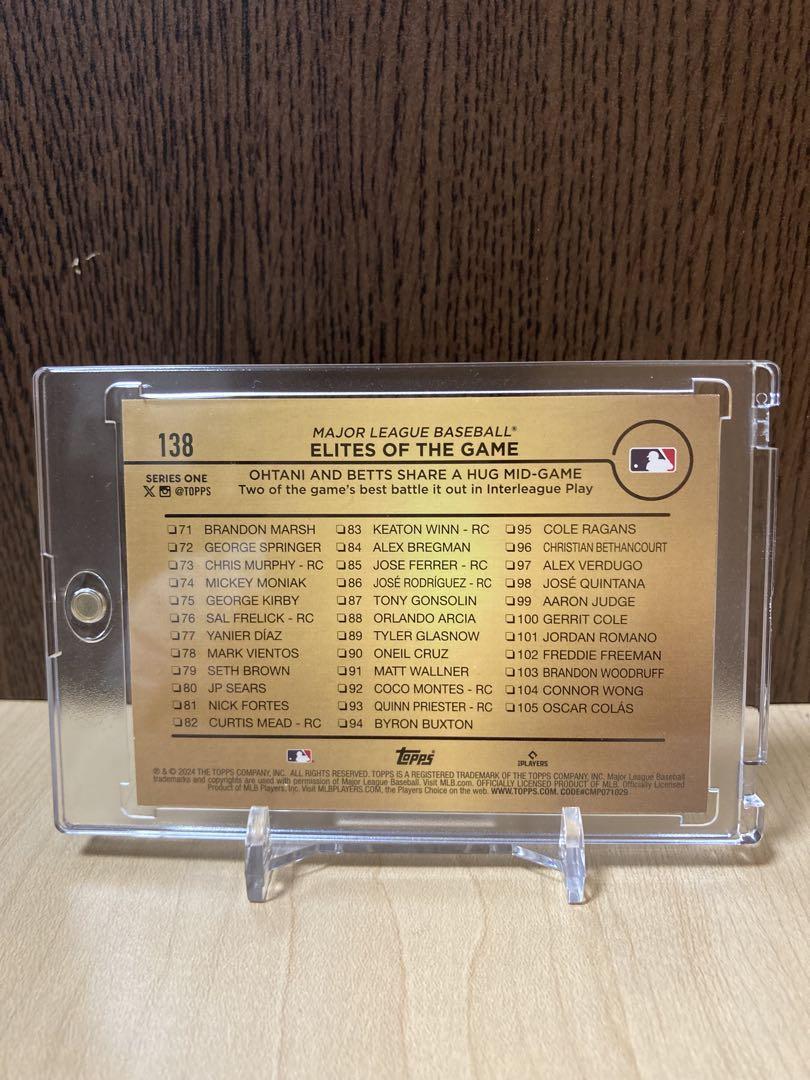 138
MAJOR LEAGUE BASEBALL®
ELITES OF THE GAME
SERIES ONE
@TOPPS
OHTANI AND BETTS SHARE A HUG MID-GAME
Two of the game's best battle it out in Interleague Play
❏71 BRANDON MARSH
❏72 GEORGE SPRINGER
❏73 CHRIS MURPHY - RC
❏74 MICKEY MONIAK
❏75 GEORGE KIRBY
❏76 SAL FRELICK - RC
❏77 YANIER DÍAZ
❏78 MARK VIENTOS
❏79 SETH BROWN
❏80 JP SEARS
❏81 NICK FORTES
❏82 CURTIS MEAD - RC
❏83 KEATON WINN - RC
❏84 ALEX BREGMAN
❏85 JOSE FERRER - RC
❏86 JOSÉ RODRÍGUEZ - RC
❏87 TONY GONSOLIN
❏88 ORLANDO ARCIA
❏89 TYLER GLASNOW
❏90 ONEIL CRUZ
❏91 MATT WALLNER
❏92 COCO MONTES - RC
❏93 QUINN PRIESTER - RC
❏94 BYRON BUXTON
❏95 COLE RAGANS
❏96 CHRISTIAN BETHANCOURT
❏97 ALEX VERDUGO
❏98 JOSÉ QUINTANA
❏99 AARON JUDGE
❏100 GERRIT COLE
❏101 JORDAN ROMANO
❏102 FREDDIE FREEMAN
❏103 BRANDON WOODRUFF
❏104 CONNOR WONG
❏105 OSCAR COLÁS
topps
PLAYERS
℗ & © 2024 THE TOPPS COMPANY, INC. ALL RIGHTS RESERVED. TOPPS IS A REGISTERED TRADEMARK OF THE TOPPS COMPANY, INC. Major League Baseball
trademarks and copyrights are used with permission of Major League Baseball. Visit MLB.com. OFFICIALLY LICENSED PRODUCT OF MLB. Officially Licensed
Product of MLB Players, Inc. Visit MLBPLAYERS.COM, the Players Choice on the web. WWW.TOPPS.COM. CODE#CMP071029